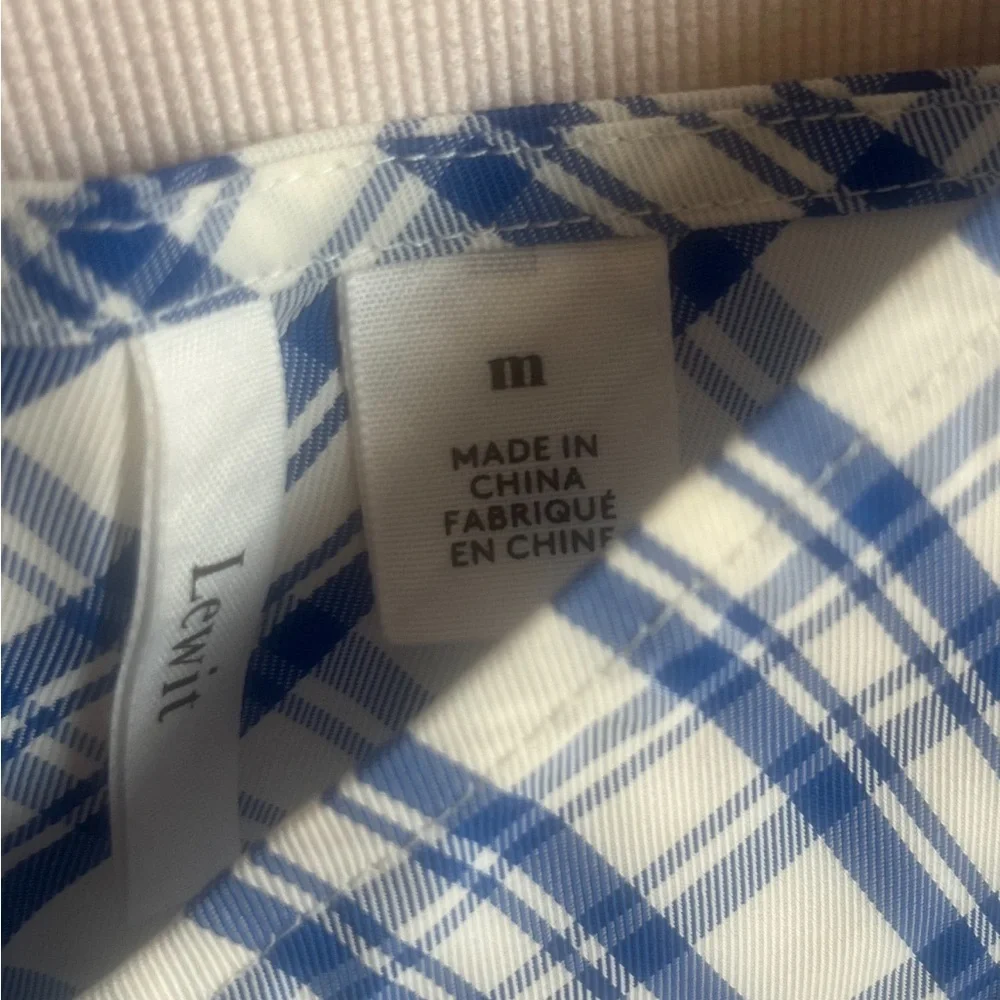 m
MADE IN
CHINA
FABRIQUÉ
EN CHINE
Lewit